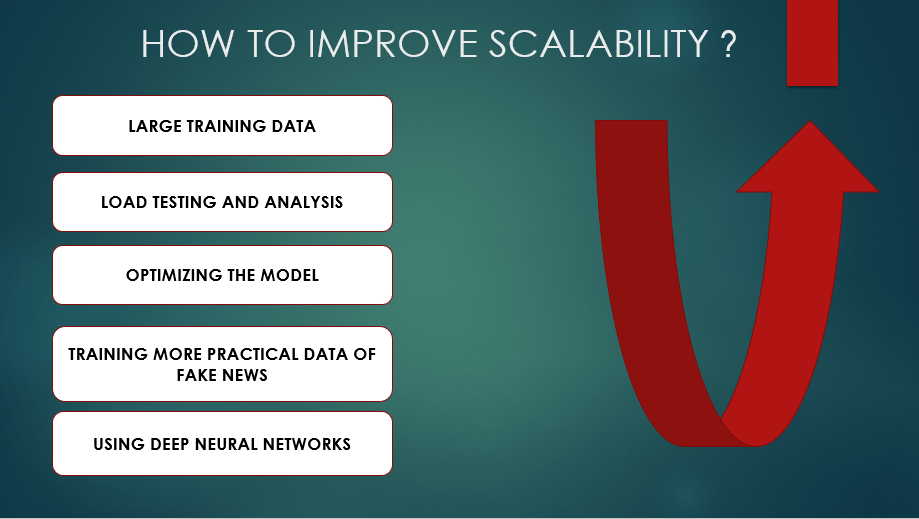 HOW TO IMPROVE SCALABILITY ?
LARGE TRAINING DATA
LOAD TESTING AND ANALYSIS
OPTIMIZING THE MODEL
TRAINING MORE PRACTICAL DATA OF
FAKE NEWS
USING DEEP NEURAL NETWORKS